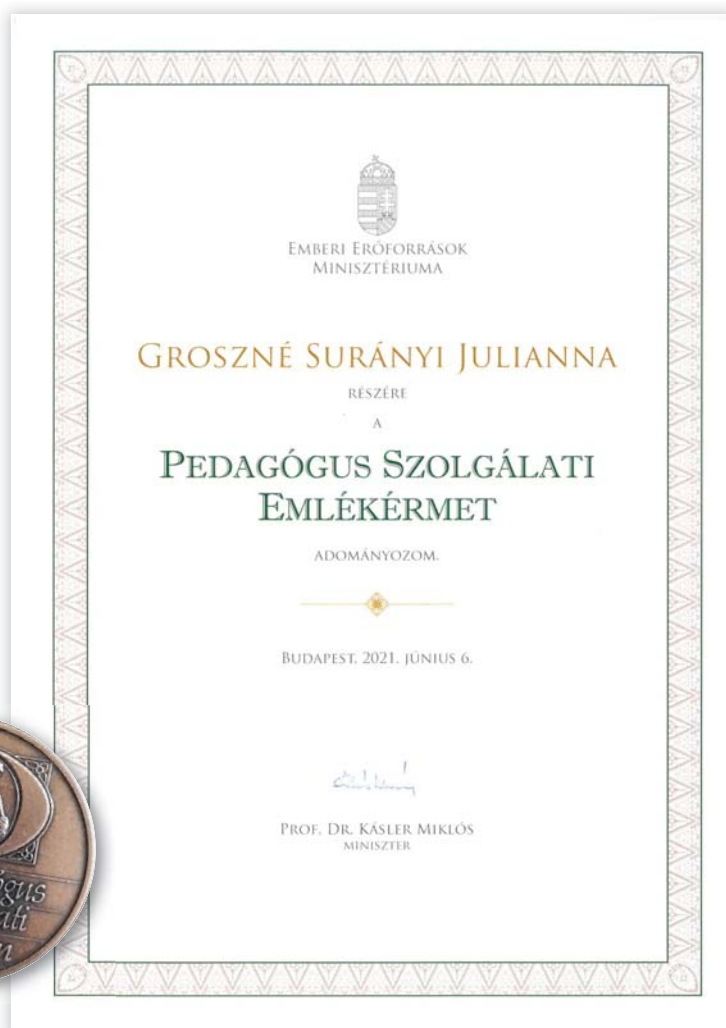 EMBERI ERŐFORRÁSOK
MINISZTÉRIUMA
GROSZNÉ SURÁNYI JULIANNA
RÉSZÉRE
A
PEDAGÓGUS SZOLGÁLATI
EMLÉKÉRMET
ADOMÁNYOZOM.
BUDAPEST, 2021. JÚNIUS 6.
PROF. DR. KÁSLER MIKLÓS
MINISZTER